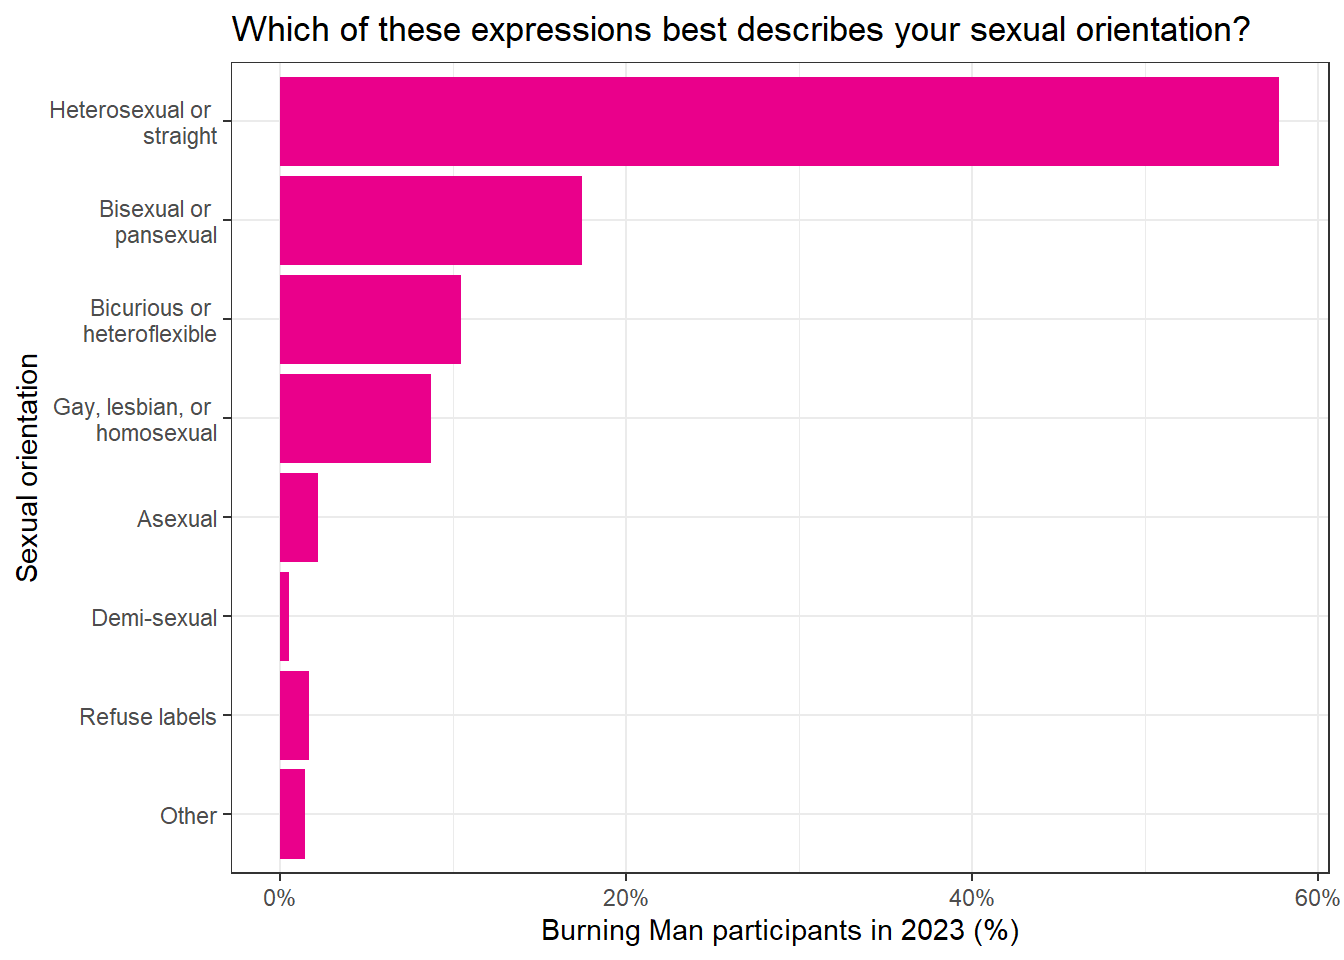 Which of these expressions best describes your sexual orientation?
Heterosexual or
straight
Bisexual or
pansexual
Bicurious or
heteroflexible
Gay, lesbian, or
homosexual
Asexual
Demi-sexual
Refuse labels
Other
Sexual orientation
0% 20% 40% 60%
Burning Man participants in 2023 (%)